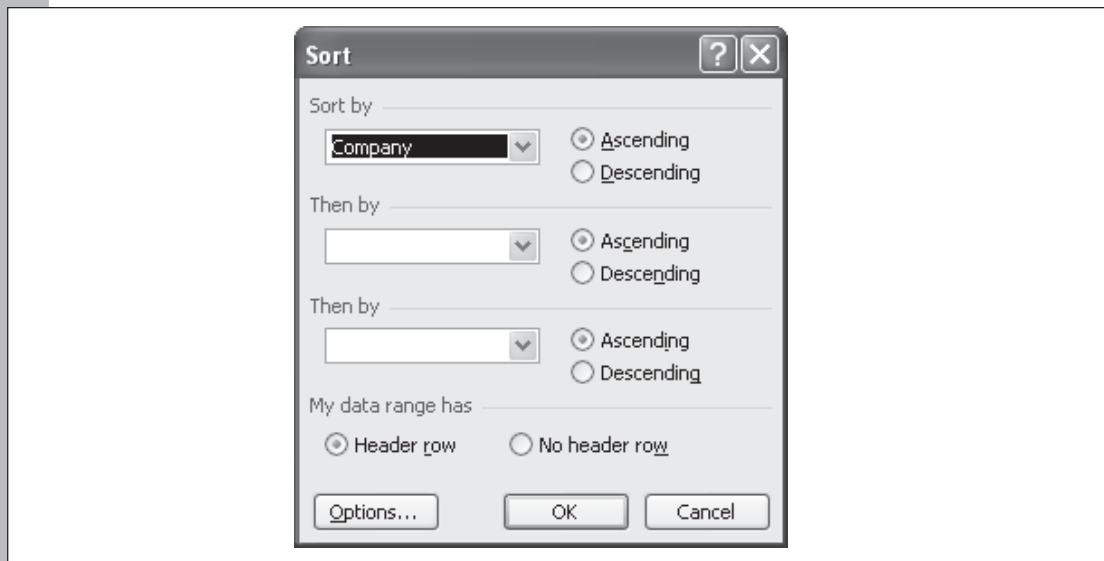 Sort
?
Sort by
Company
Ascending
Descending
Then by
Ascending
Descending
Then by
Ascending
Descending
My data range has
Header row No header row
Options... OK Cancel